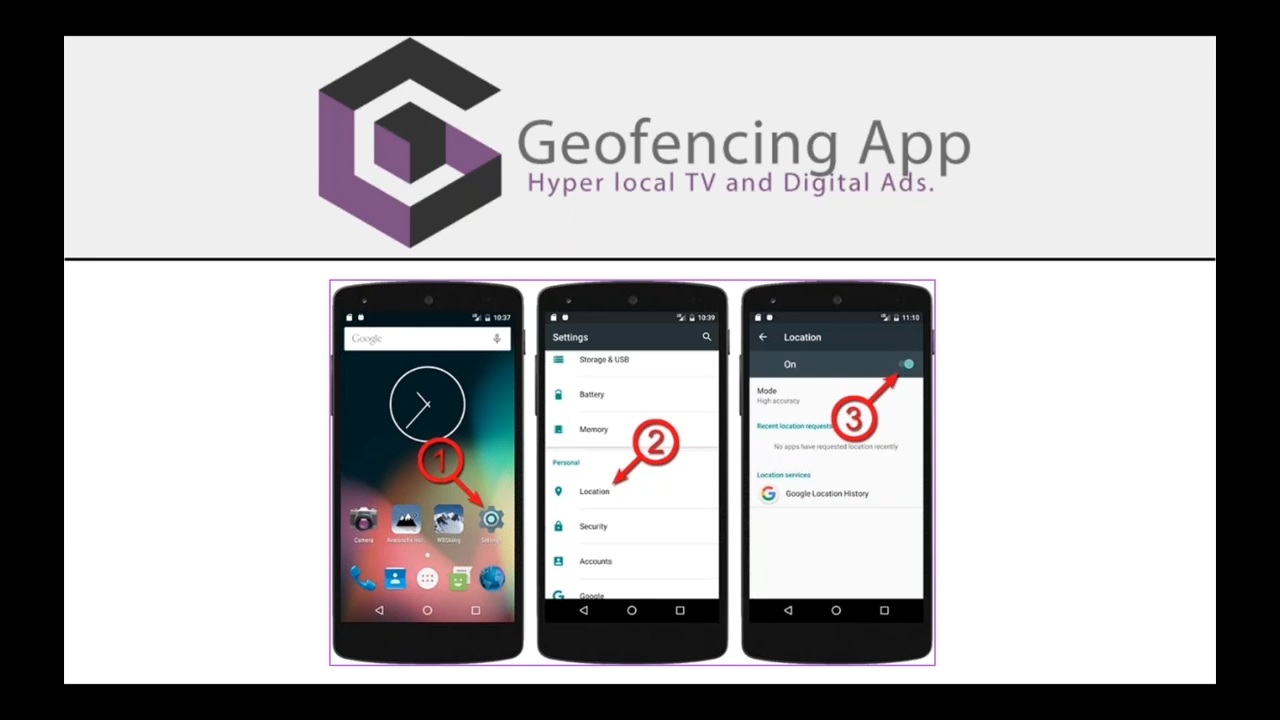 Geofencing App
Hyper local TV and Digital Ads.
10:37
Google
1
Camera
Settings
10:39
Settings
Storage & USB
Battery
Memory
2
Personal
Location
Security
Accounts
Google
11:10
Location
On
Mode
High accuracy
3
Recent location requests
No apps have requested location recently
Location services
Google Location History